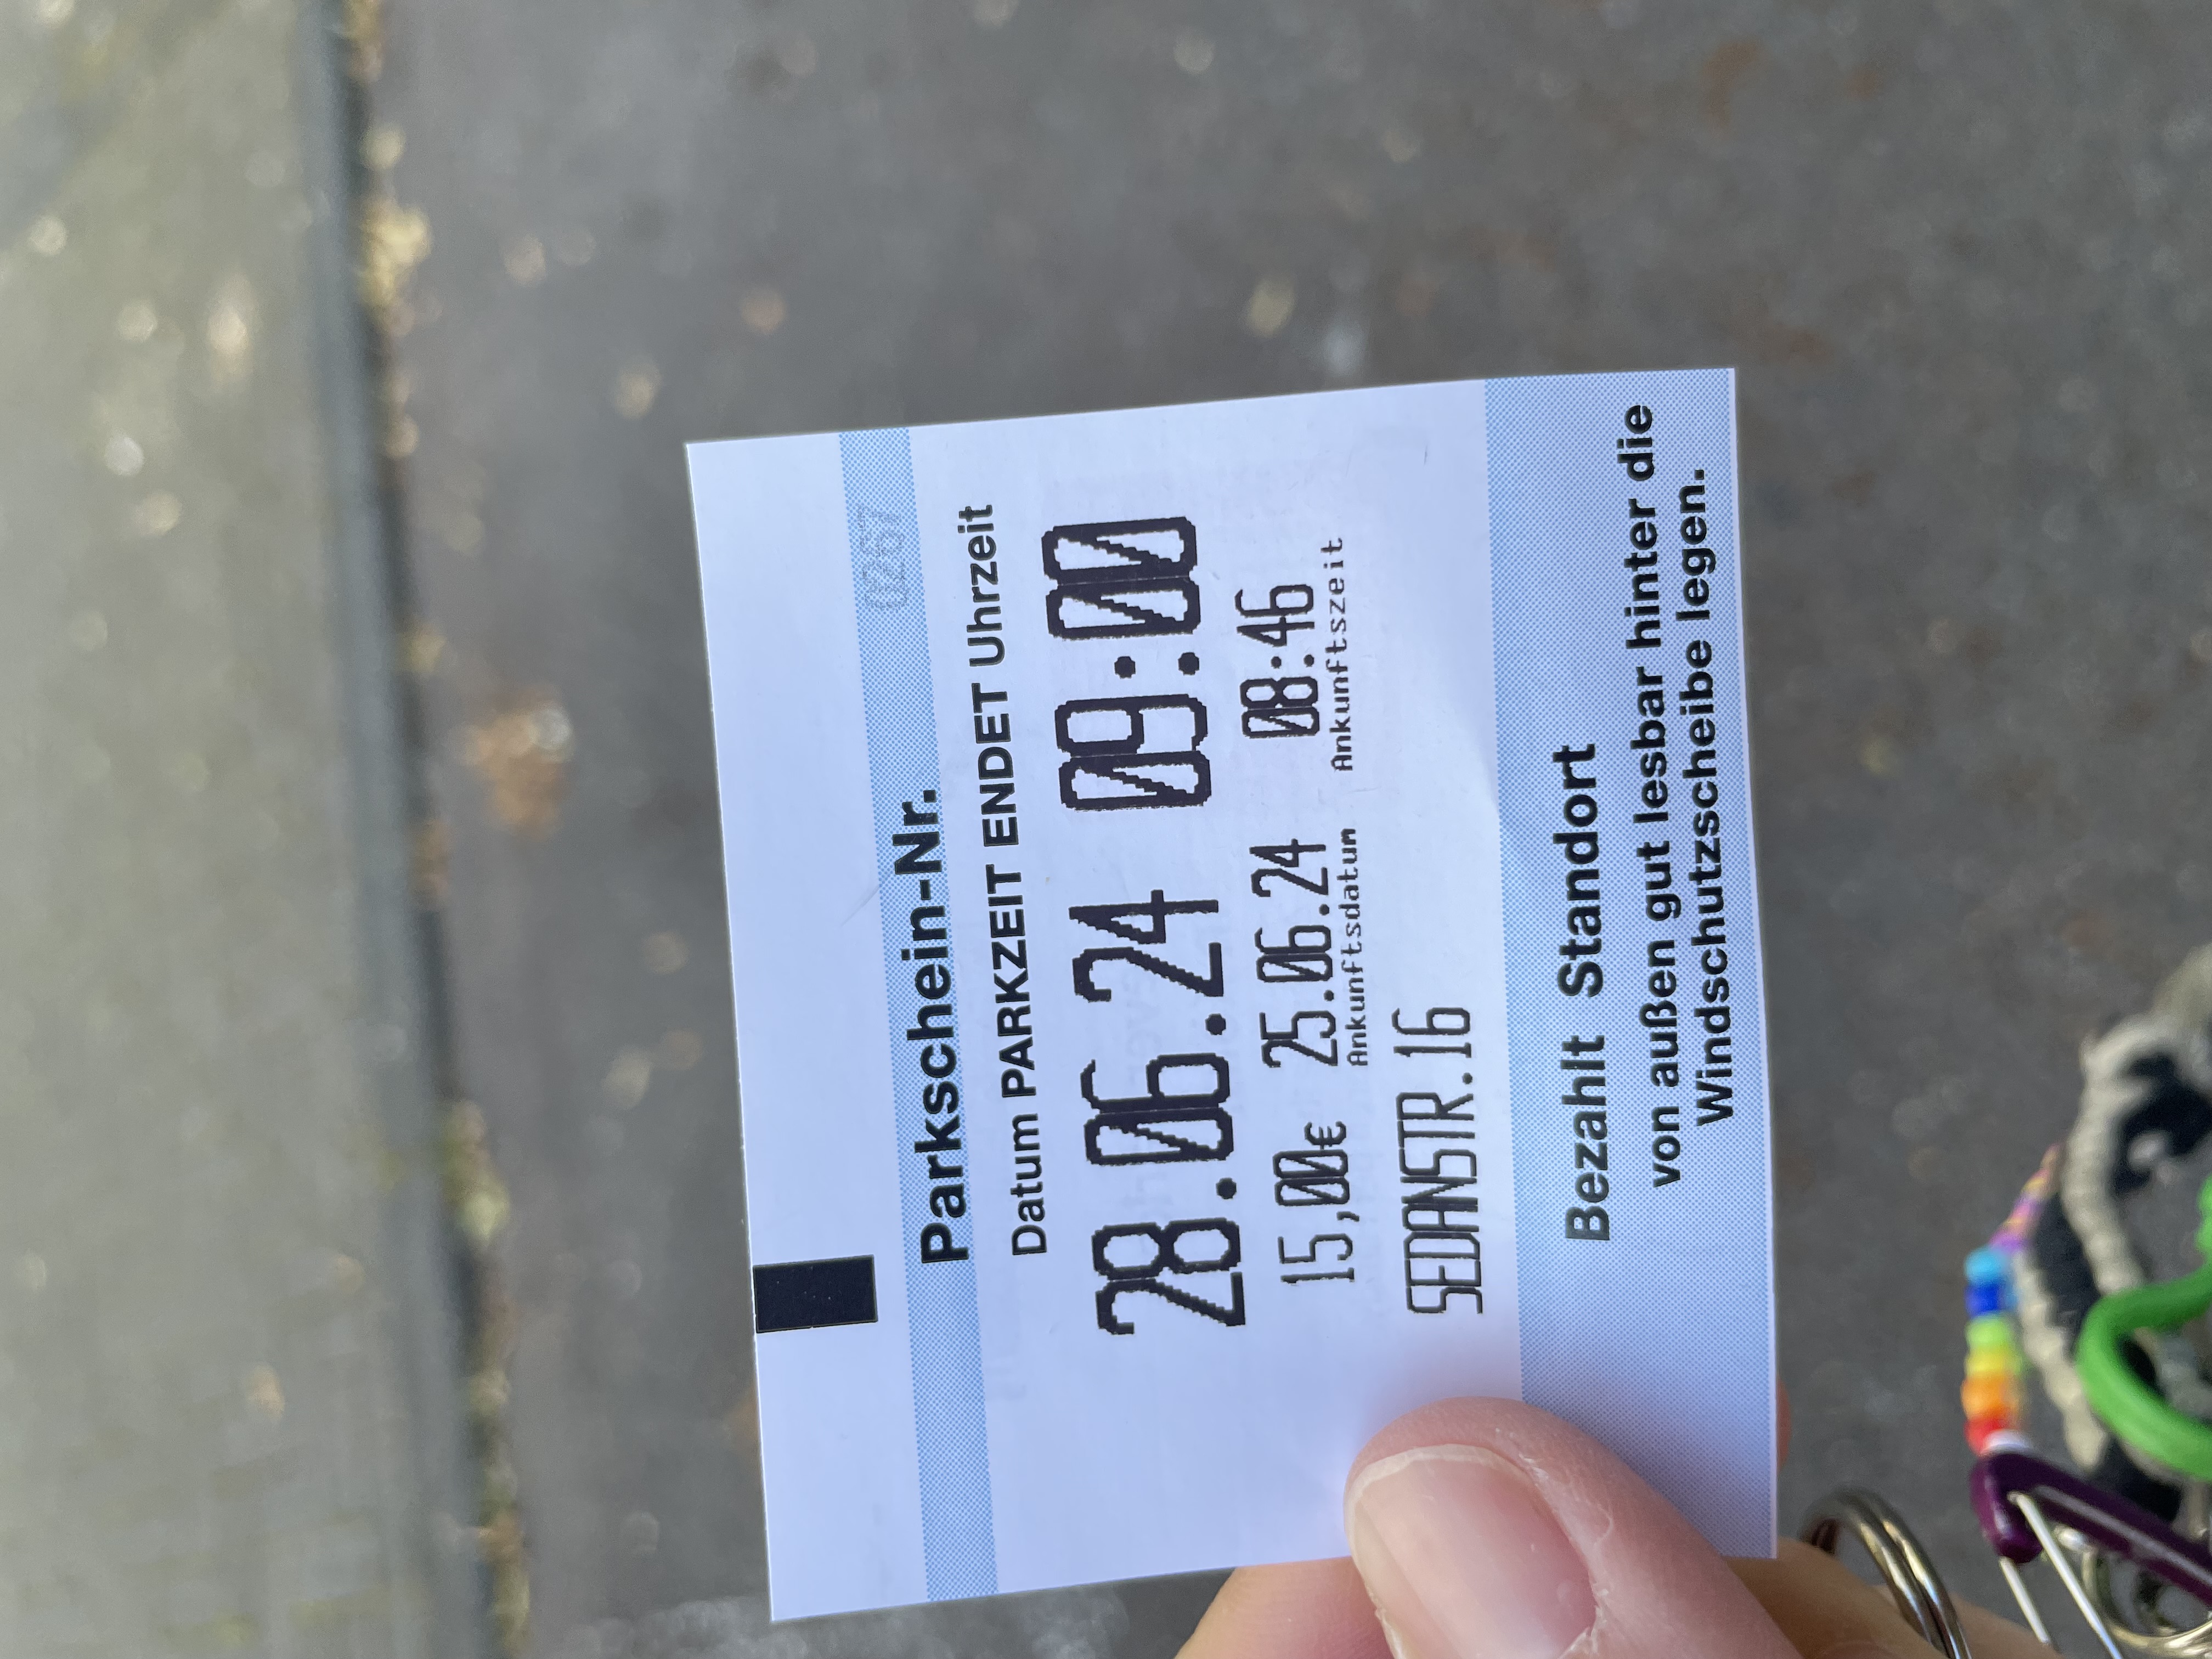 0267
Parkschein-Nr.
Datum PARKZEIT ENDET Uhrzeit
28.06.24 09:00
15,00€ 25.06.24 08:46
Ankunftsdatum Ankunftszeit
SEDANSTR.16
Bezahlt Standort
von außen gut lesbar hinter die
Windschutzscheibe legen.